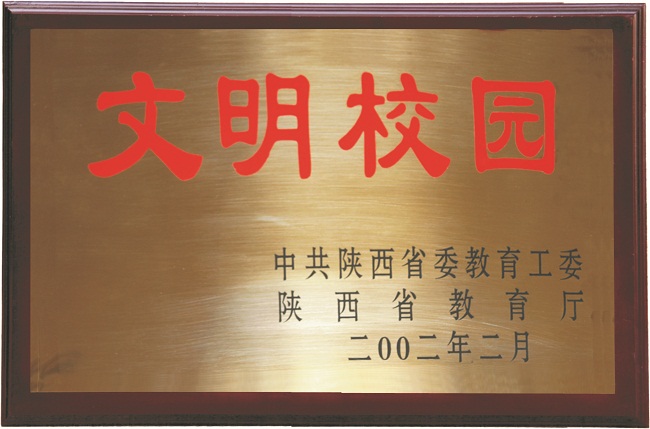 文明校园
中共陕西省委教育工委
陕西省教育厅
二00二年二月